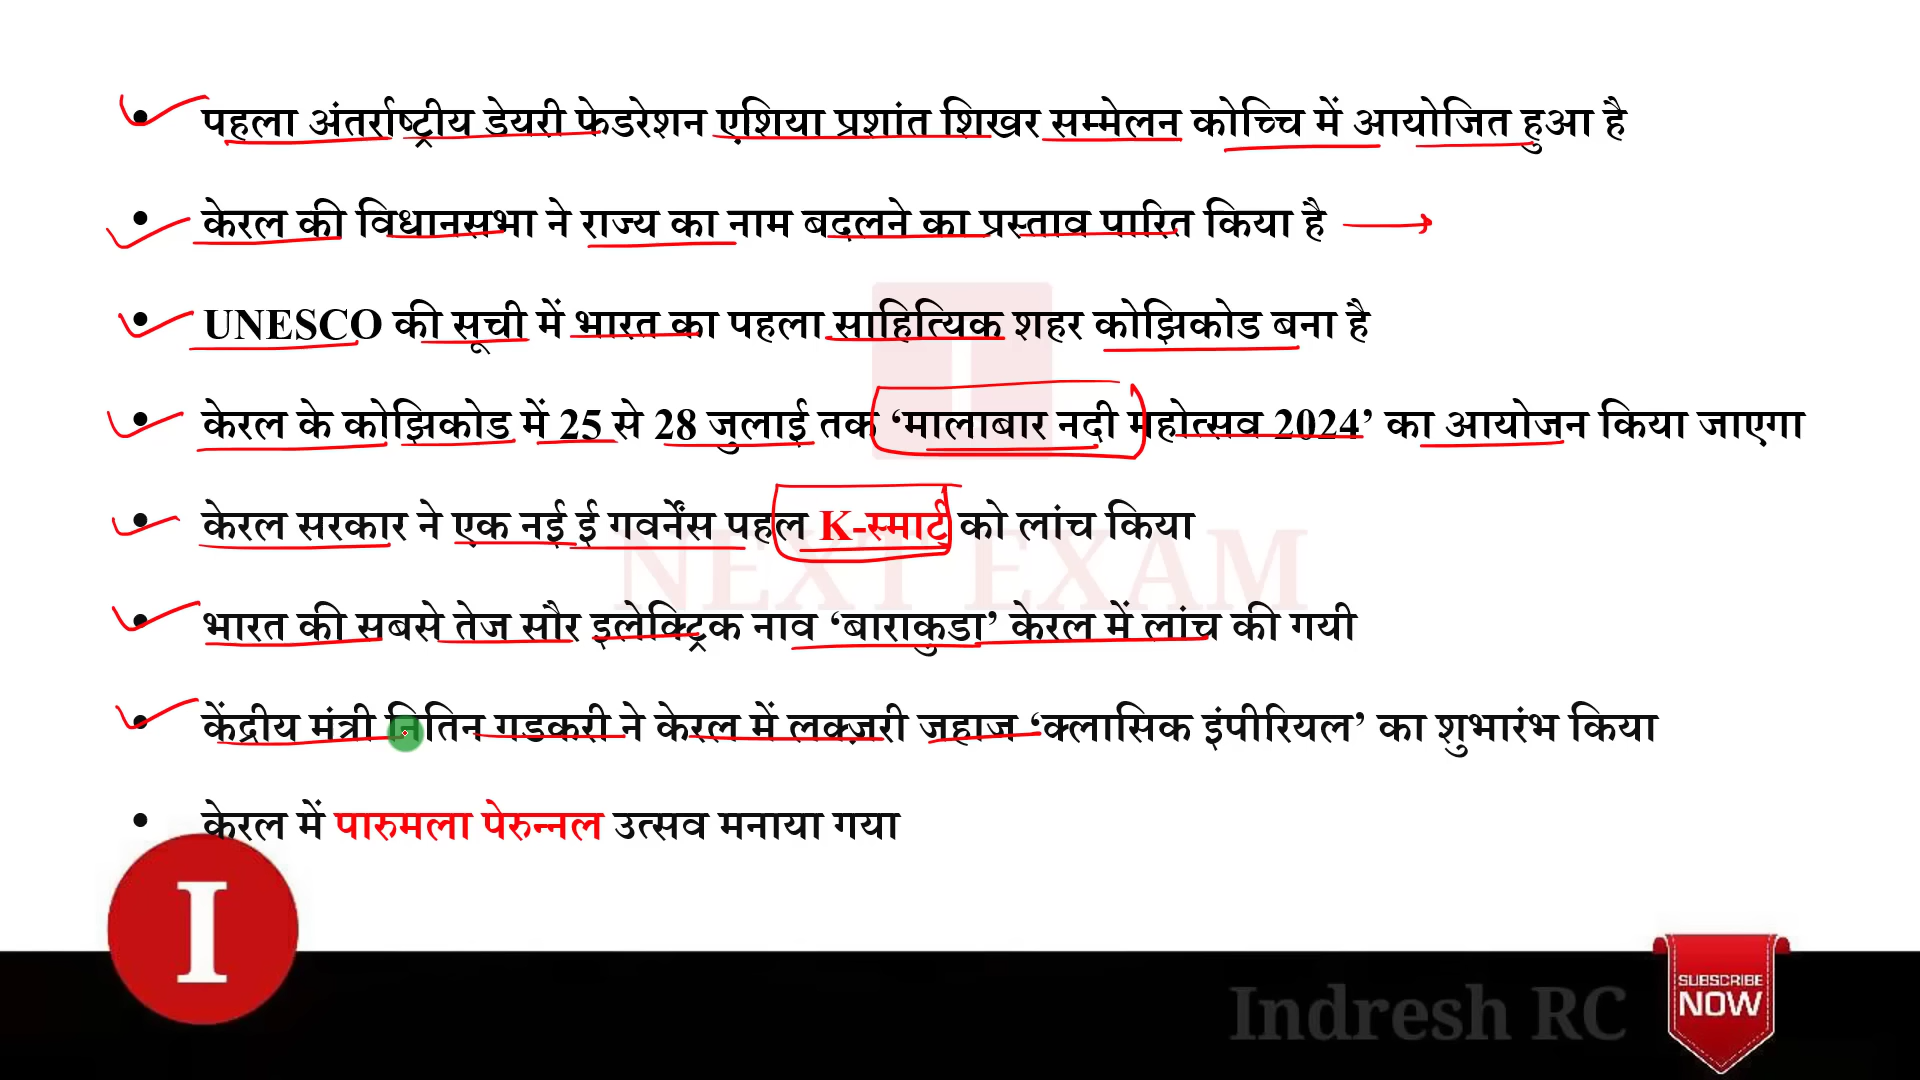 • पहला अंतर्राष्ट्रीय डेयरी फेडरेशन एशिया प्रशांत शिखर सम्मेलन कोच्चि में आयोजित हुआ है
• केरल की विधानसभा ने राज्य का नाम बदलने का प्रस्ताव पारित किया है
• UNESCO की सूची में भारत का पहला साहित्यिक शहर कोझिकोड बना है
• केरल के कोझिकोड में 25 से 28 जुलाई तक ‘मालाबार नदी महोत्सव 2024’ का आयोजन किया जाएगा
• केरल सरकार ने एक नई ई गवर्नेंस पहल K-स्मार्ट को लांच किया
NEXT EXAM
• भारत की सबसे तेज सौर इलेक्ट्रिक नाव ‘बाराकुडा’ केरल में लांच की गयी
• केंद्रीय मंत्री नितिन गडकरी ने केरल में लक्ज़री जहाज ‘क्लासिक इंपीरियल’ का शुभारंभ किया
• केरल में पारुमला पेरुन्नल उत्सव मनाया गया
I
Indresh RC
SUBSCRIBE
NOW